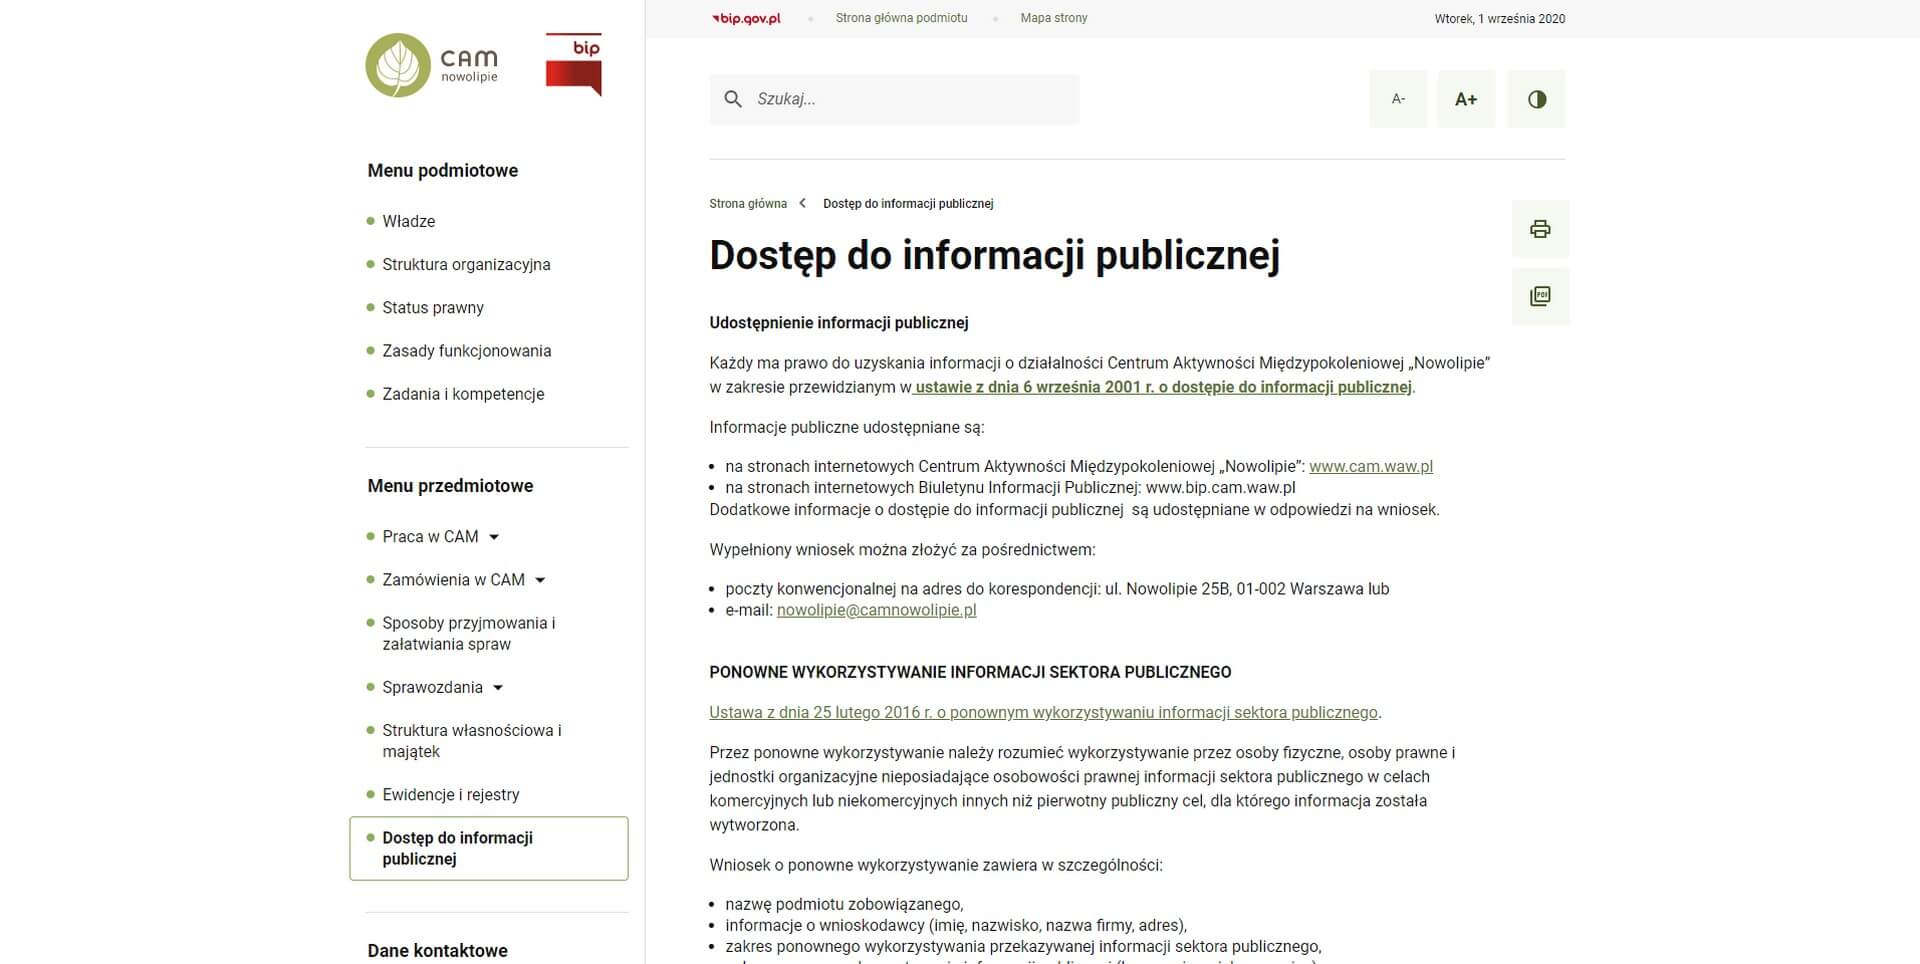 bip.gov.pl
Strona główna podmiotu
Mapa strony
Wtorek, 1 września 2020
CAM
nowolipie
bip
Szukaj...
A-
A+
Menu podmiotowe
Władze
Struktura organizacyjna
Status prawny
Zasady funkcjonowania
Zadania i kompetencje
Menu przedmiotowe
Praca w CAM
Zamówienia w CAM
Sposoby przyjmowania i
załatwiania spraw
Sprawozdania
Struktura własnościowa i
majątek
Ewidencje i rejestry
Dostęp do informacji
publicznej
Dane kontaktowe
Strona główna
Dostęp do informacji publicznej
Dostęp do informacji publicznej
PDF
Udostępnienie informacji publicznej
Każdy ma prawo do uzyskania informacji o działalności Centrum Aktywności Międzypokoleniowej „Nowolipie”
w zakresie przewidzianym w ustawie z dnia 6 września 2001 r. o dostępie do informacji publicznej.
Informacje publiczne udostępniane są:
na stronach internetowych Centrum Aktywności Międzypokoleniowej „Nowolipie”: www.cam.waw.pl
na stronach internetowych Biuletynu Informacji Publicznej: www.bip.cam.waw.pl
Dodatkowe informacje o dostępie do informacji publicznej są udostępniane w odpowiedzi na wniosek.
Wypełniony wniosek można złożyć za pośrednictwem:
poczty konwencjonalnej na adres do korespondencji: ul. Nowolipie 25B, 01-002 Warszawa lub
e-mail: nowolipie@camnowolipie.pl
PONOWNE WYKORZYSTYWANIE INFORMACJI SEKTORA PUBLICZNEGO
Ustawa z dnia 25 lutego 2016 r. o ponownym wykorzystywaniu informacji sektora publicznego.
Przez ponowne wykorzystywanie należy rozumieć wykorzystywanie przez osoby fizyczne, osoby prawne i
jednostki organizacyjne nieposiadające osobowości prawnej informacji sektora publicznego w celach
komercyjnych lub niekomercyjnych innych niż pierwotny publiczny cel, dla którego informacja została
wytworzona.
Wniosek o ponowne wykorzystywanie zawiera w szczególności:
nazwę podmiotu zobowiązanego,
informacje o wnioskodawcy (imię, nazwisko, nazwa firmy, adres),
zakres ponownego wykorzystywania przekazywanej informacji sektora publicznego,